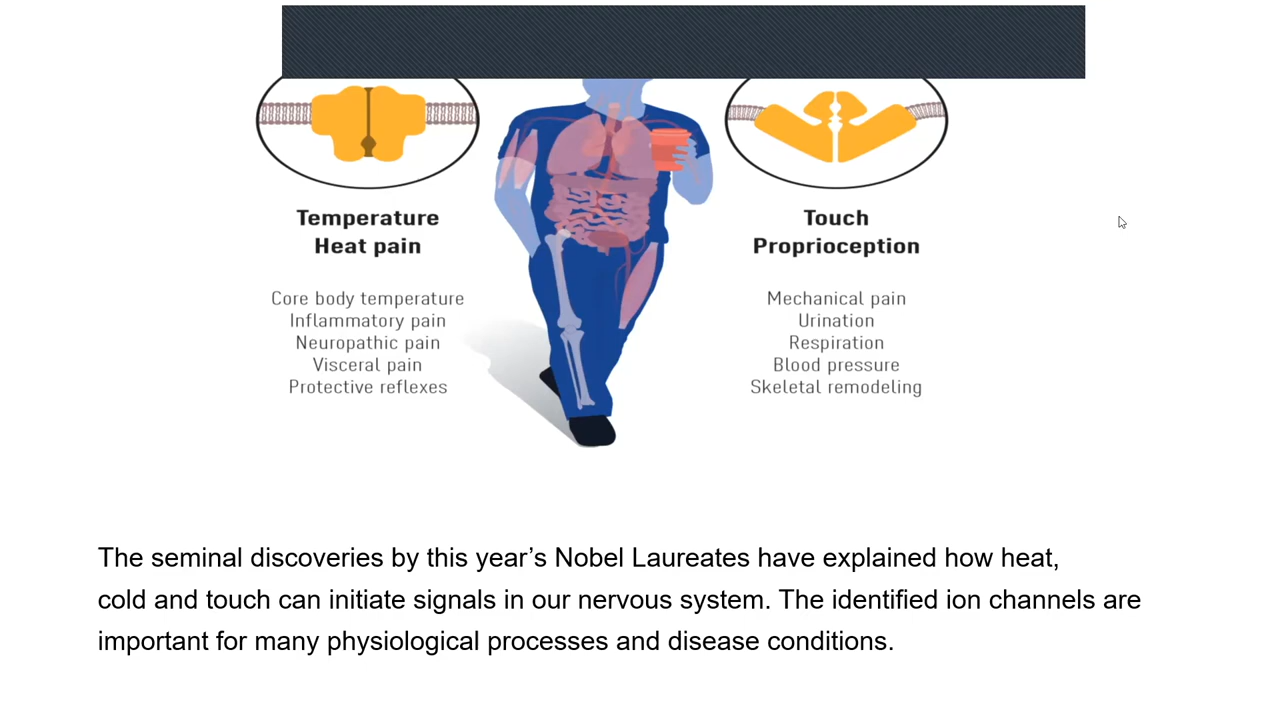 Temperature
Heat pain
Core body temperature
Inflammatory pain
Neuropathic pain
Visceral pain
Protective reflexes
Touch
Proprioception
Mechanical pain
Urination
Respiration
Blood pressure
Skeletal remodeling
The seminal discoveries by this year’s Nobel Laureates have explained how heat,
cold and touch can initiate signals in our nervous system. The identified ion channels are
important for many physiological processes and disease conditions.